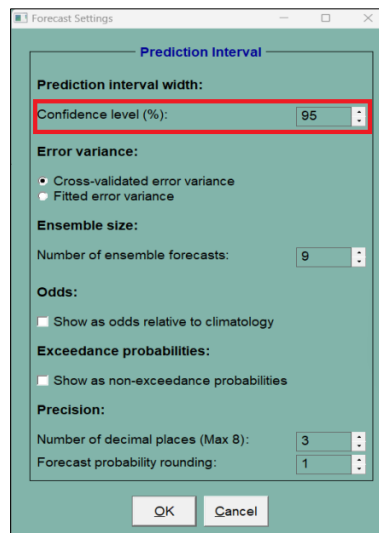 Forecast Settings
Prediction Interval
Prediction interval width:
Confidence level (%): 95
Error variance:
Cross-validated error variance
Fitted error variance
Ensemble size:
Number of ensemble forecasts: 9
Odds:
Show as odds relative to climatology
Exceedance probabilities:
Show as non-exceedance probabilities
Precision:
Number of decimal places (Max 8): 3
Forecast probability rounding: 1
OK Cancel